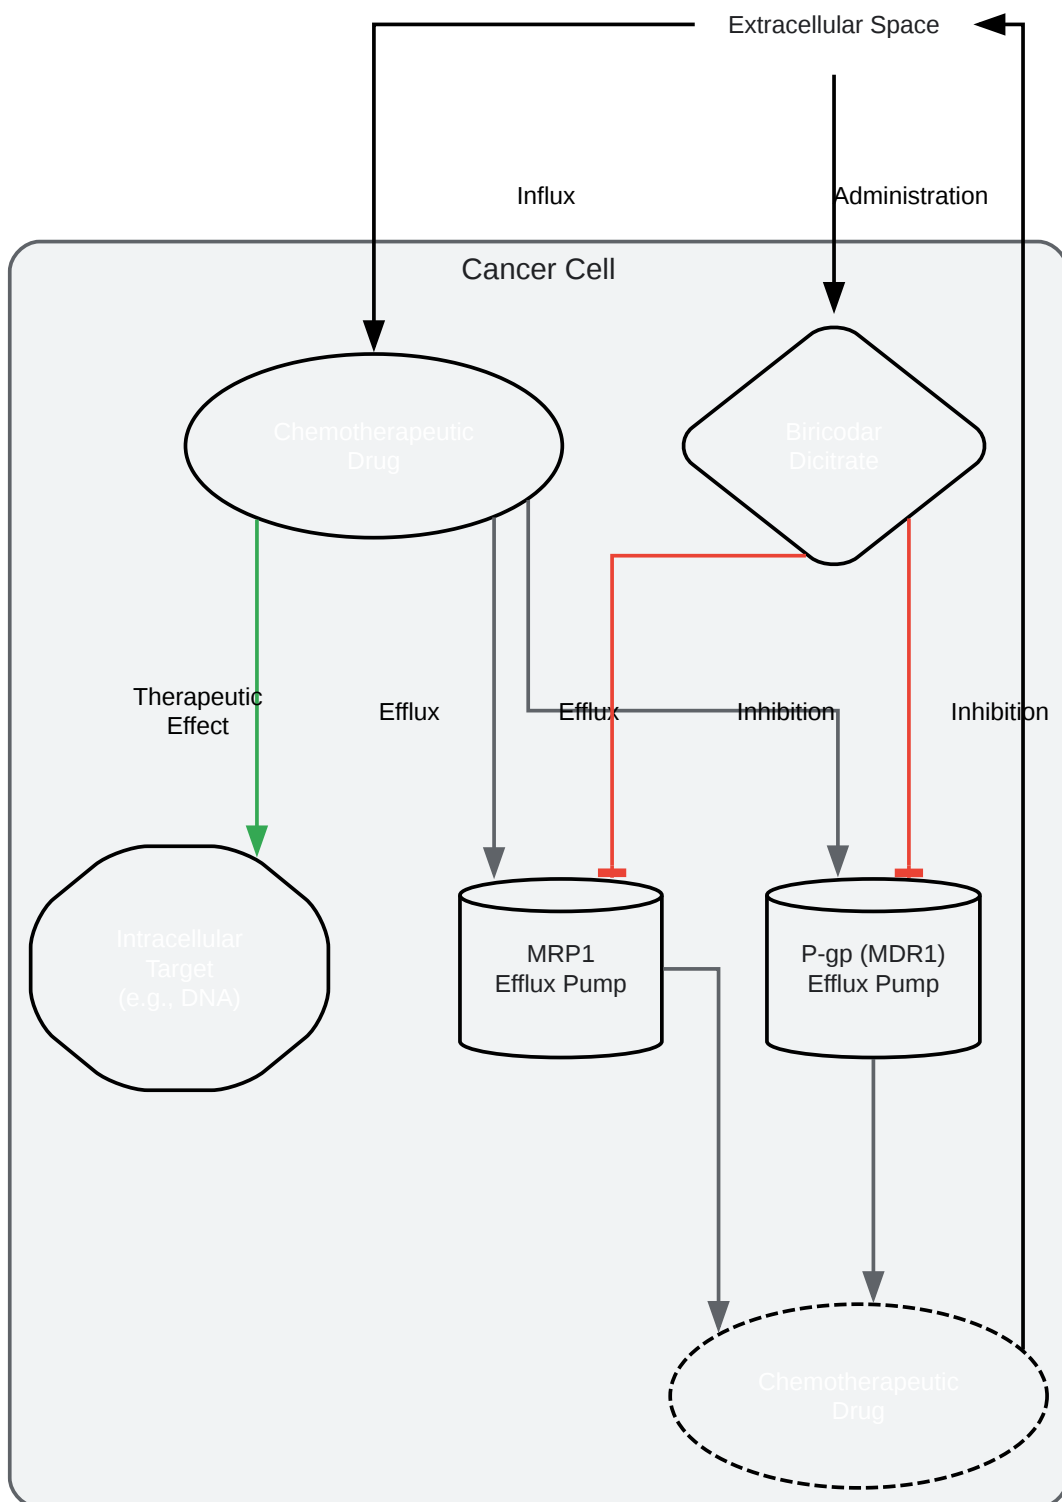 Extracellular Space
Influx
Administration
Cancer Cell
Chemotherapeutic
Drug
Biricodar
Dicitrate
Therapeutic
Effect
Efflux
Efflux
Inhibition
Inhibition
Intracellular
Target
(e.g., DNA)
MRP1
Efflux Pump
P-gp (MDR1)
Efflux Pump
Chemotherapeutic
Drug